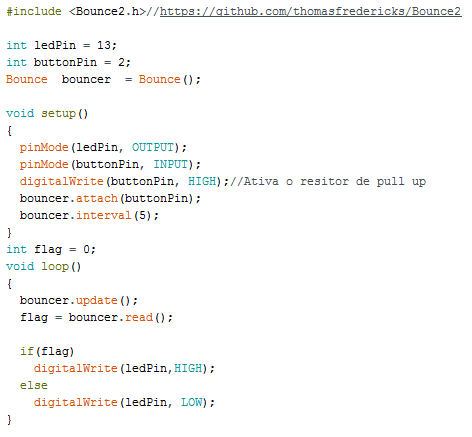 #include <Bounce2.h>//https://github.com/thomasfredericks/Bounce2
int ledPin = 13;
int buttonPin = 2;
Bounce  bouncer  = Bounce();
void setup()
{
  pinMode(ledPin, OUTPUT);
  pinMode(buttonPin, INPUT);
  digitalWrite(buttonPin, HIGH);//Ativa o resitor de pull up
  bouncer.attach(buttonPin);
  bouncer.interval(5);
}
int flag = 0;
void loop()
{
  bouncer.update();
  flag = bouncer.read();
  if(flag)
    digitalWrite(ledPin,HIGH);
  else
    digitalWrite(ledPin, LOW);
}